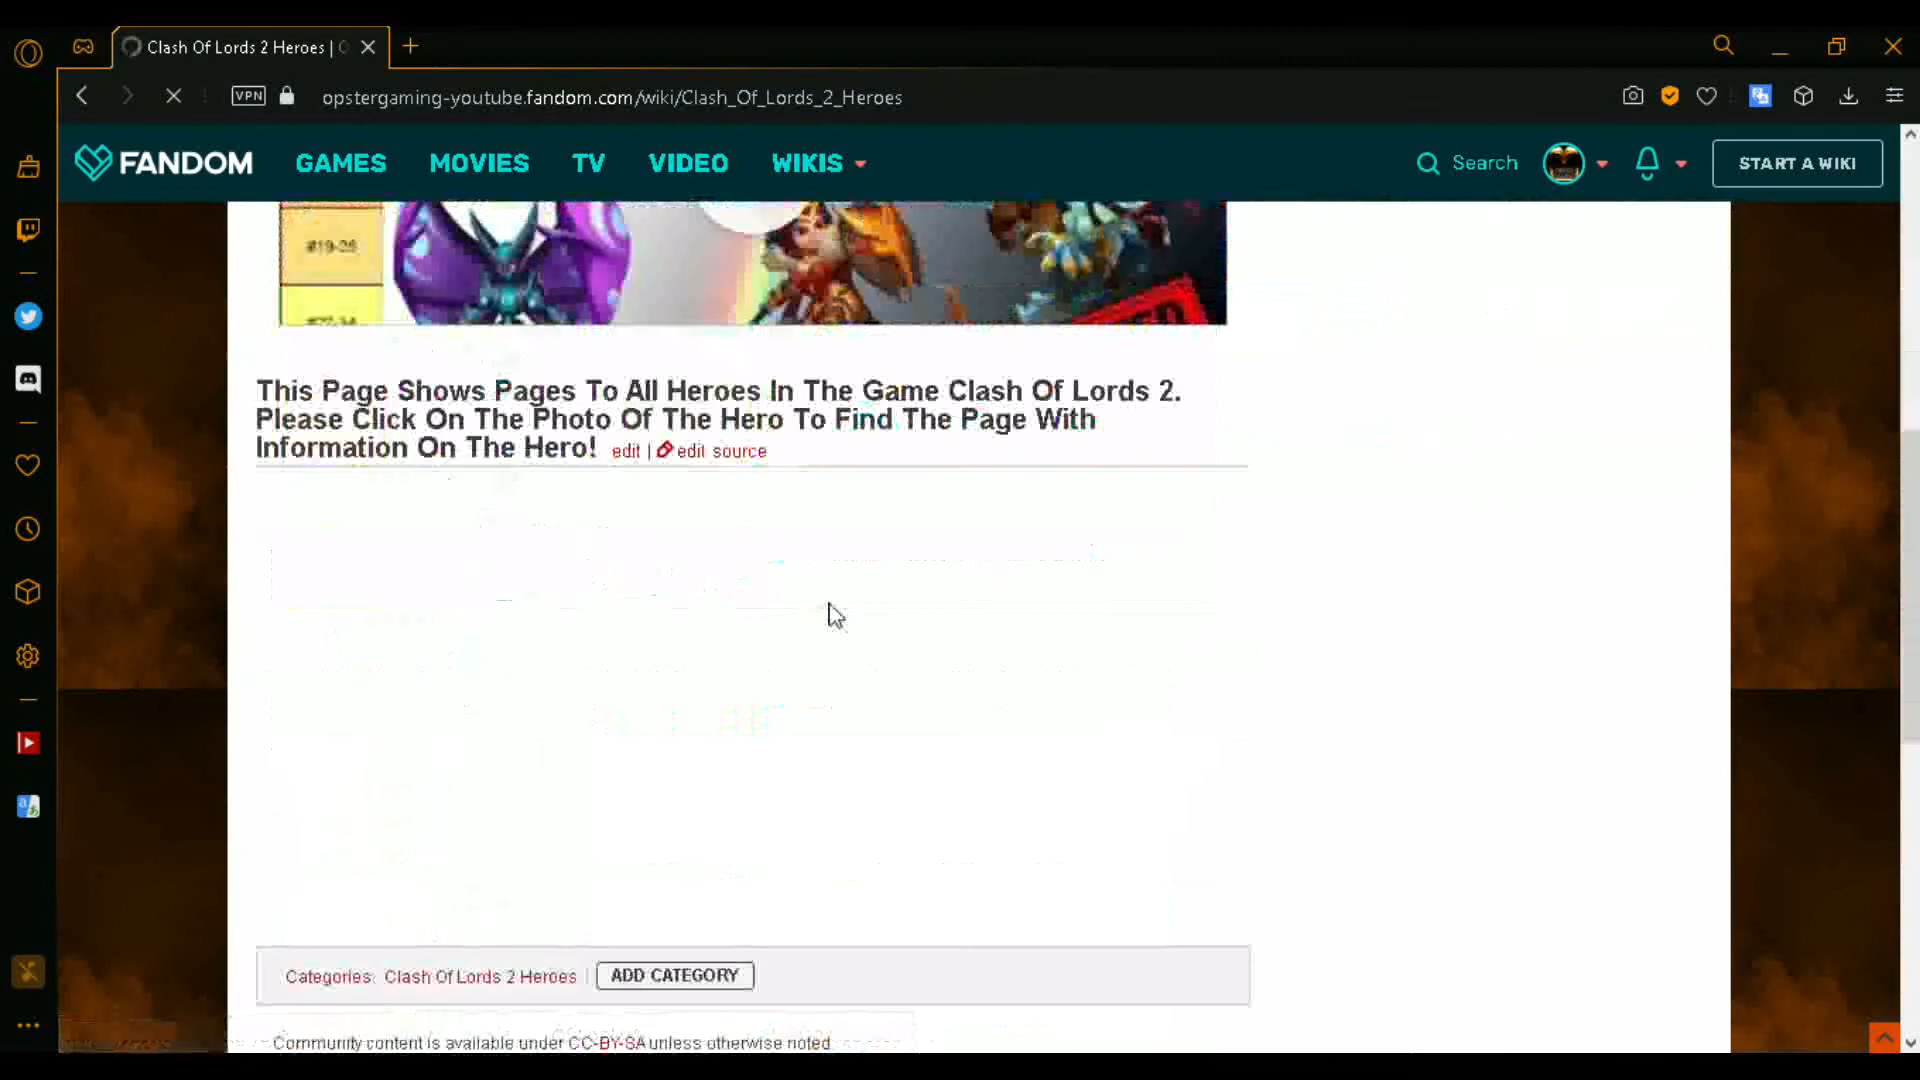 Clash Of Lords 2 Heroes |
VPN
opstergaming-youtube.fandom.com/wiki/Clash_Of_Lords_2_Heroes
FANDOM GAMES MOVIES TV VIDEO WIKIS Search START A WIKI
#19-26
This Page Shows Pages To All Heroes In The Game Clash Of Lords 2.
Please Click On The Photo Of The Hero To Find The Page With
Information On The Hero! edit | edit source
Categories: Clash Of Lords 2 Heroes | ADD CATEGORY
Community content is available under CC-BY-SA unless otherwise noted